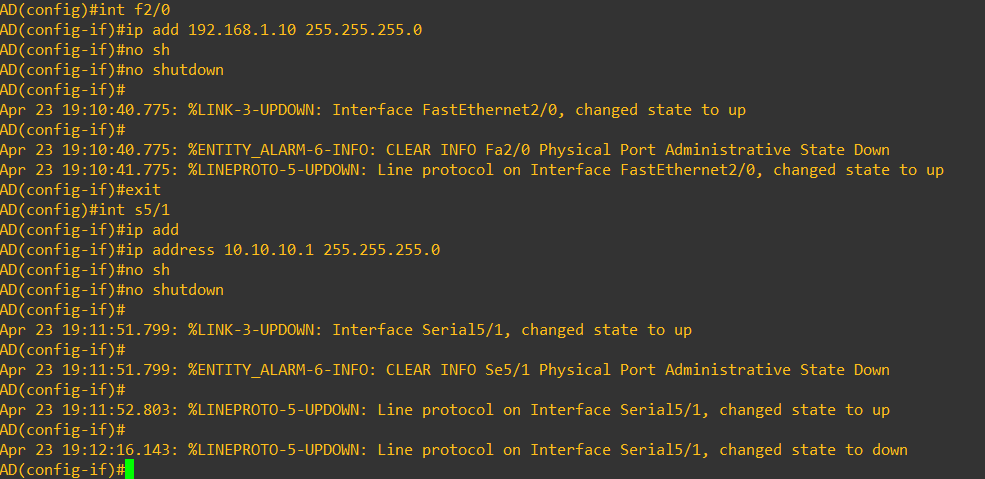 AD(config)#int f2/0
AD(config-if)#ip add 192.168.1.10 255.255.255.0
AD(config-if)#no sh
AD(config-if)#no shutdown
AD(config-if)#
Apr 23 19:10:40.775: %LINK-3-UPDOWN: Interface FastEthernet2/0, changed state to up
AD(config-if)#
Apr 23 19:10:40.775: %ENTITY_ALARM-6-INFO: CLEAR INFO Fa2/0 Physical Port Administrative State Down
Apr 23 19:10:41.775: %LINEPROTO-5-UPDOWN: Line protocol on Interface FastEthernet2/0, changed state to up
AD(config-if)#exit
AD(config)#int s5/1
AD(config-if)#ip add
AD(config-if)#ip address 10.10.10.1 255.255.255.0
AD(config-if)#no sh
AD(config-if)#no shutdown
AD(config-if)#
Apr 23 19:11:51.799: %LINK-3-UPDOWN: Interface Serial5/1, changed state to up
AD(config-if)#
Apr 23 19:11:51.799: %ENTITY_ALARM-6-INFO: CLEAR INFO Se5/1 Physical Port Administrative State Down
AD(config-if)#
Apr 23 19:11:52.803: %LINEPROTO-5-UPDOWN: Line protocol on Interface Serial5/1, changed state to up
AD(config-if)#
Apr 23 19:12:16.143: %LINEPROTO-5-UPDOWN: Line protocol on Interface Serial5/1, changed state to down
AD(config-if)#